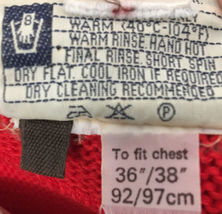 8
WARM (40°C-104°F)
WARM RINSE. HAND HOT
FINAL RINSE. SHORT SPIN
DRY FLAT. COOL IRON IF REQUIRED
DRY CLEANING RECOMMENDED
P
To fit chest
36"/38"
92/97cm